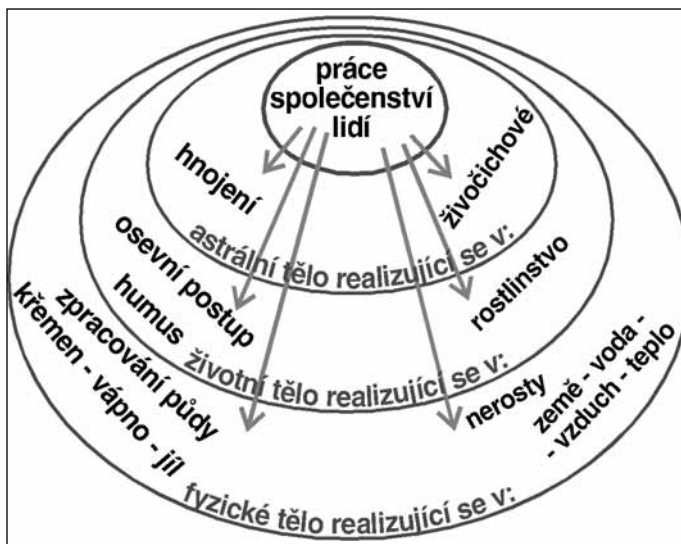 práce
společenství
lidí
hnojení
živočichové
astrální tělo realizující se v:
osevní postup
humus
rostlinstvo
životní tělo realizující se v:
zpracování půdy
křemen - vápno - jíl
nerosty
země - voda -
- vzduch - teplo
fyzické tělo realizující se v: